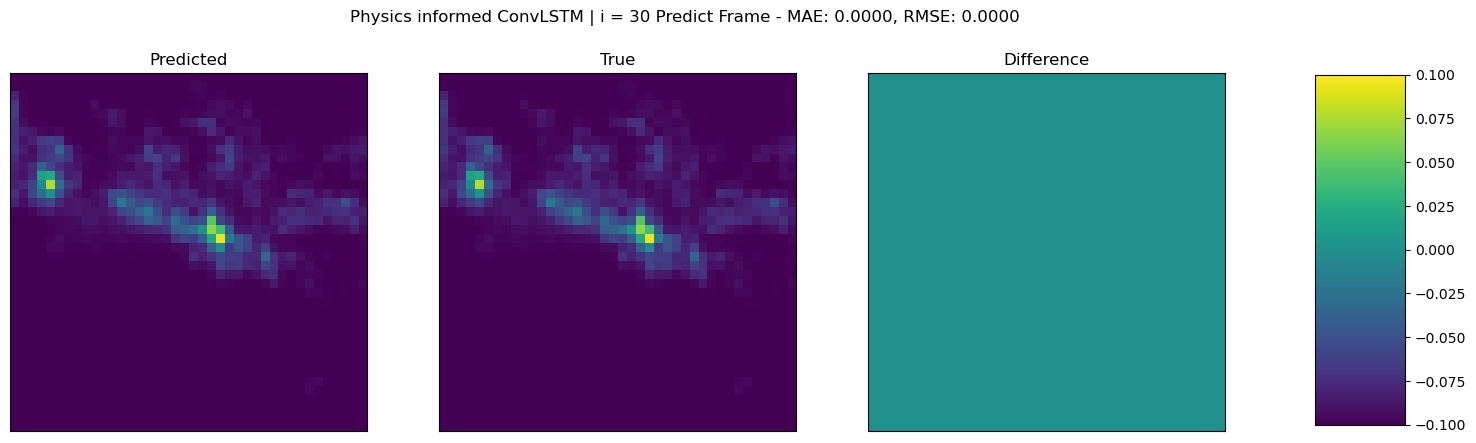 Physics informed ConvLSTM | i = 30 Predict Frame - MAE: 0.0000, RMSE: 0.0000
Predicted
True
Difference
0.100
0.075
0.050
0.025
0.000
−0.025
−0.050
−0.075
−0.100